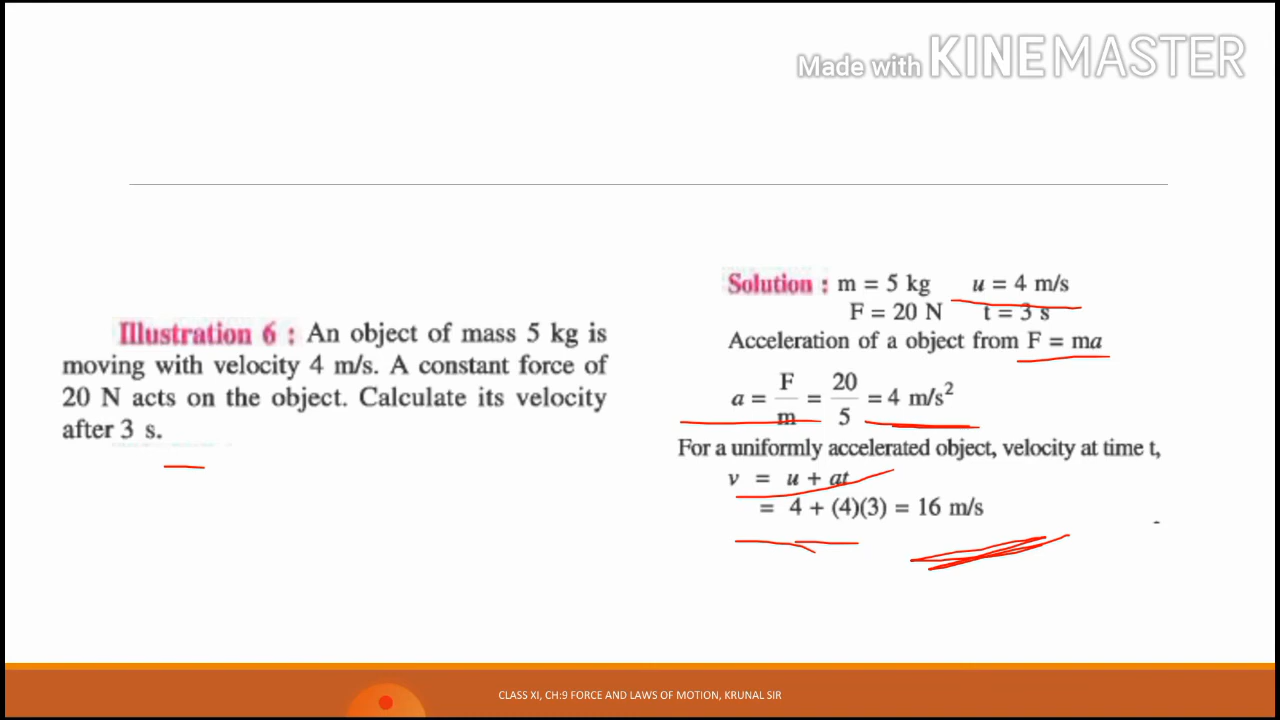 Made with KINEMASTER
Illustration 6 : An object of mass 5 kg is
moving with velocity 4 m/s. A constant force of
20 N acts on the object. Calculate its velocity
after 3 s.
Solution : m = 5 kg u = 4 m/s
F = 20 N t = 3 s
Acceleration of a object from F = ma
a = F/m = 20/5 = 4 m/s²
For a uniformly accelerated object, velocity at time t,
v = u + at
= 4 + (4)(3) = 16 m/s
CLASS XI, CH:9 FORCE AND LAWS OF MOTION, KRUNAL SIR